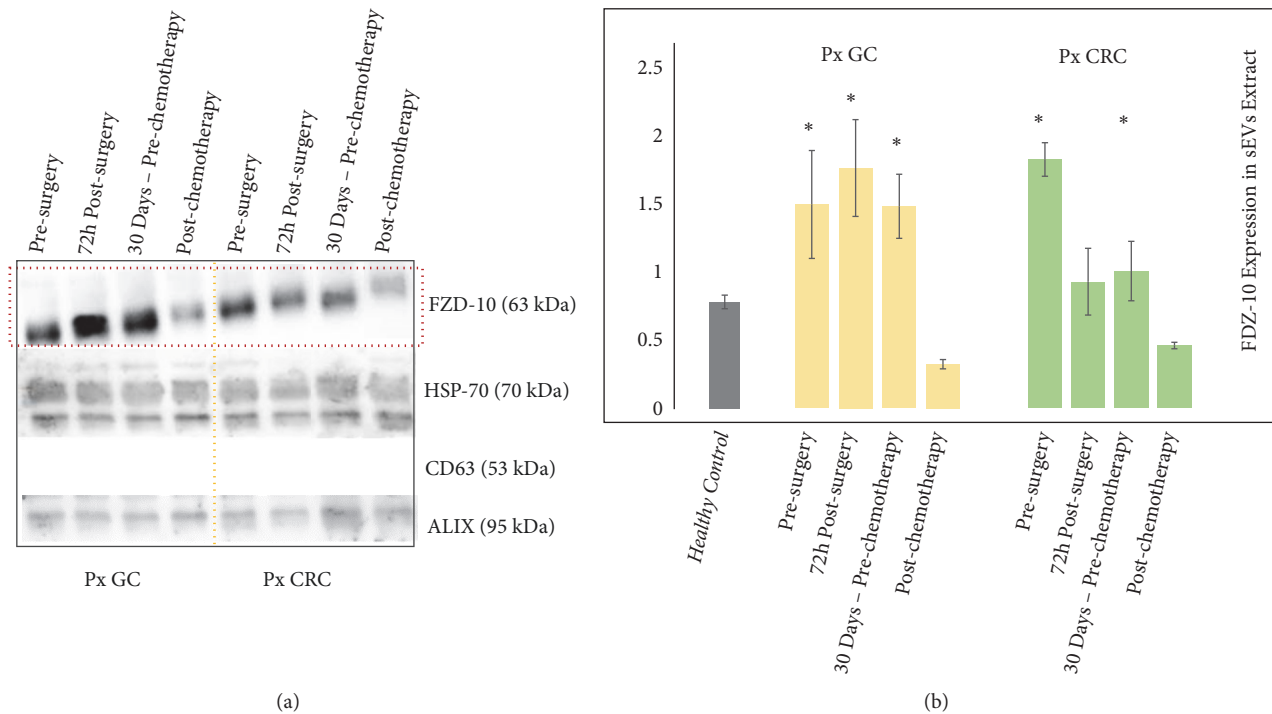 Pre-surgery
72h Post-surgery
30 Days – Pre-chemotherapy
Post-chemotherapy
Pre-surgery
72h Post-surgery
30 Days – Pre-chemotherapy
Post-chemotherapy
FZD-10 (63 kDa)
HSP-70 (70 kDa)
CD63 (53 kDa)
ALIX (95 kDa)
Px GC
Px CRC
(a)
Px GC
Px CRC
2.5
2
1.5
1
0.5
0
*
*
*
*
*
FDZ-10 Expression in sEVs Extract
Healthy Control
Pre-surgery
72h Post-surgery
30 Days – Pre-chemotherapy
Post-chemotherapy
Pre-surgery
72h Post-surgery
30 Days – Pre-chemotherapy
Post-chemotherapy
(b)